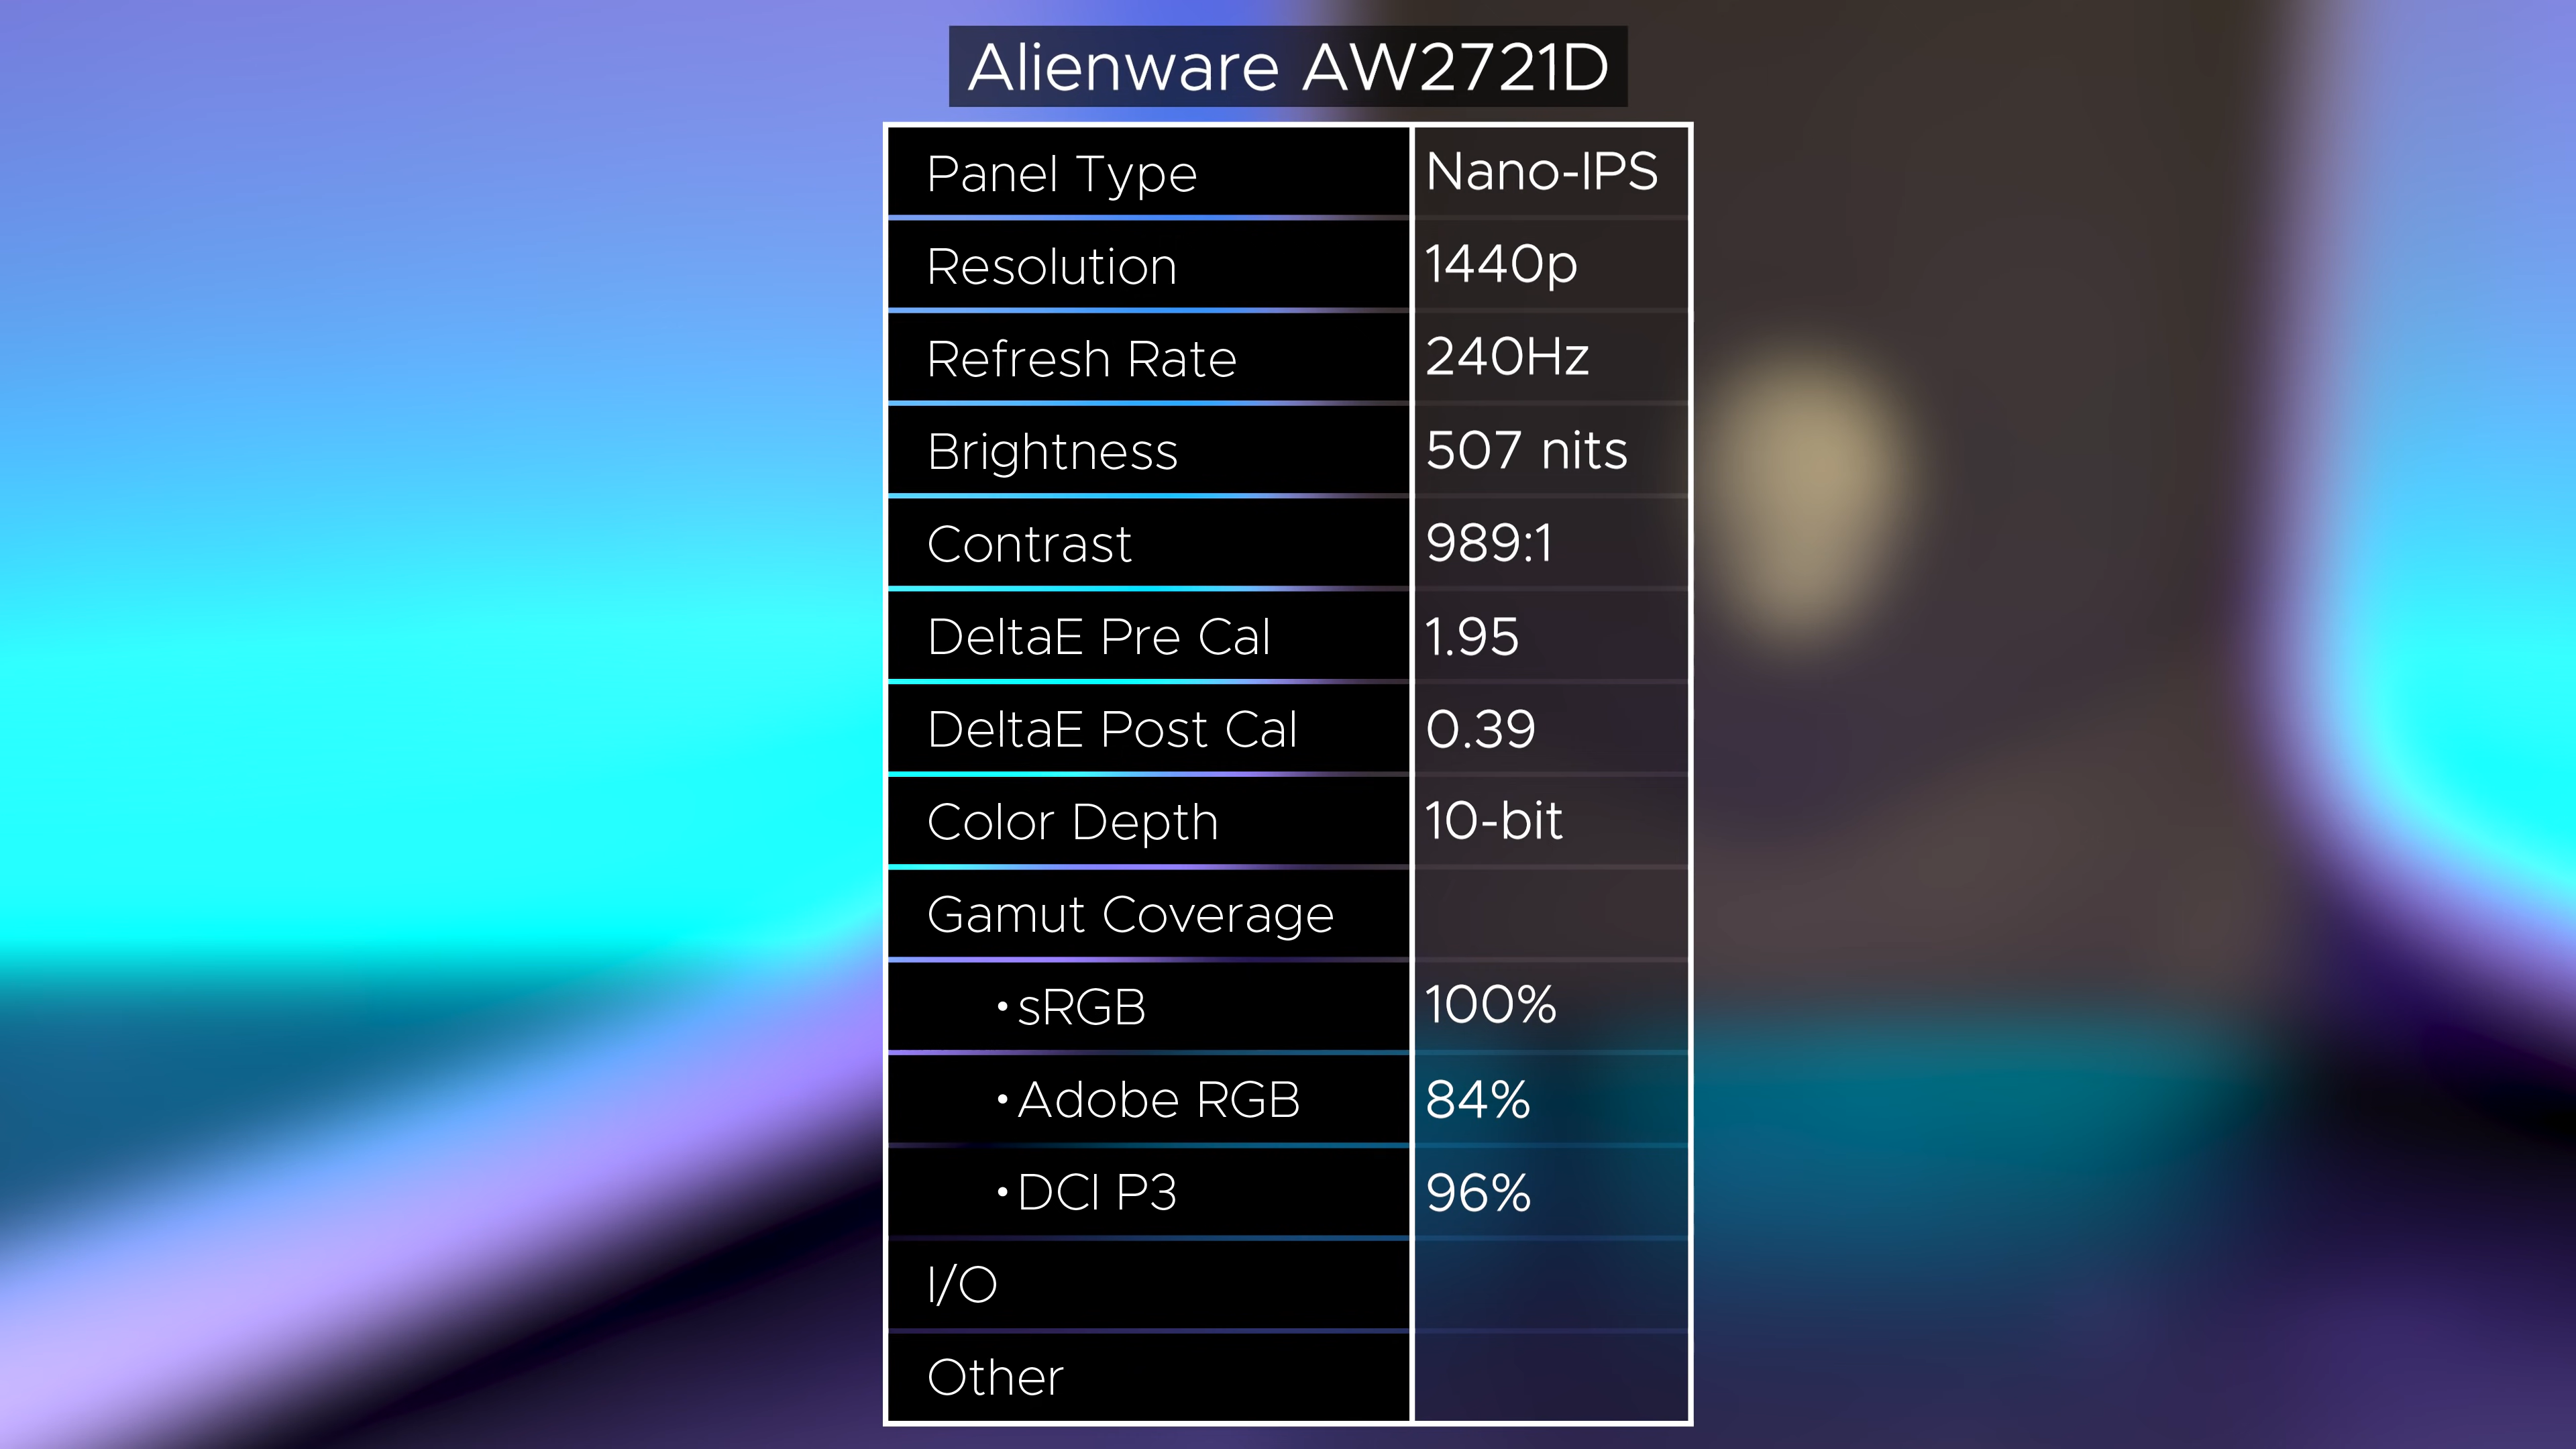 Alienware AW2721D
Panel Type Nano-IPS
Resolution 1440p
Refresh Rate 240Hz
Brightness 507 nits
Contrast 989:1
DeltaE Pre Cal 1.95
DeltaE Post Cal 0.39
Color Depth 10-bit
Gamut Coverage
• sRGB 100%
• Adobe RGB 84%
• DCI P3 96%
I/O
Other